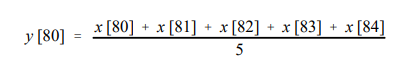 y [80] = x [80] + x [81] + x [82] + x [83] + x [84]
5